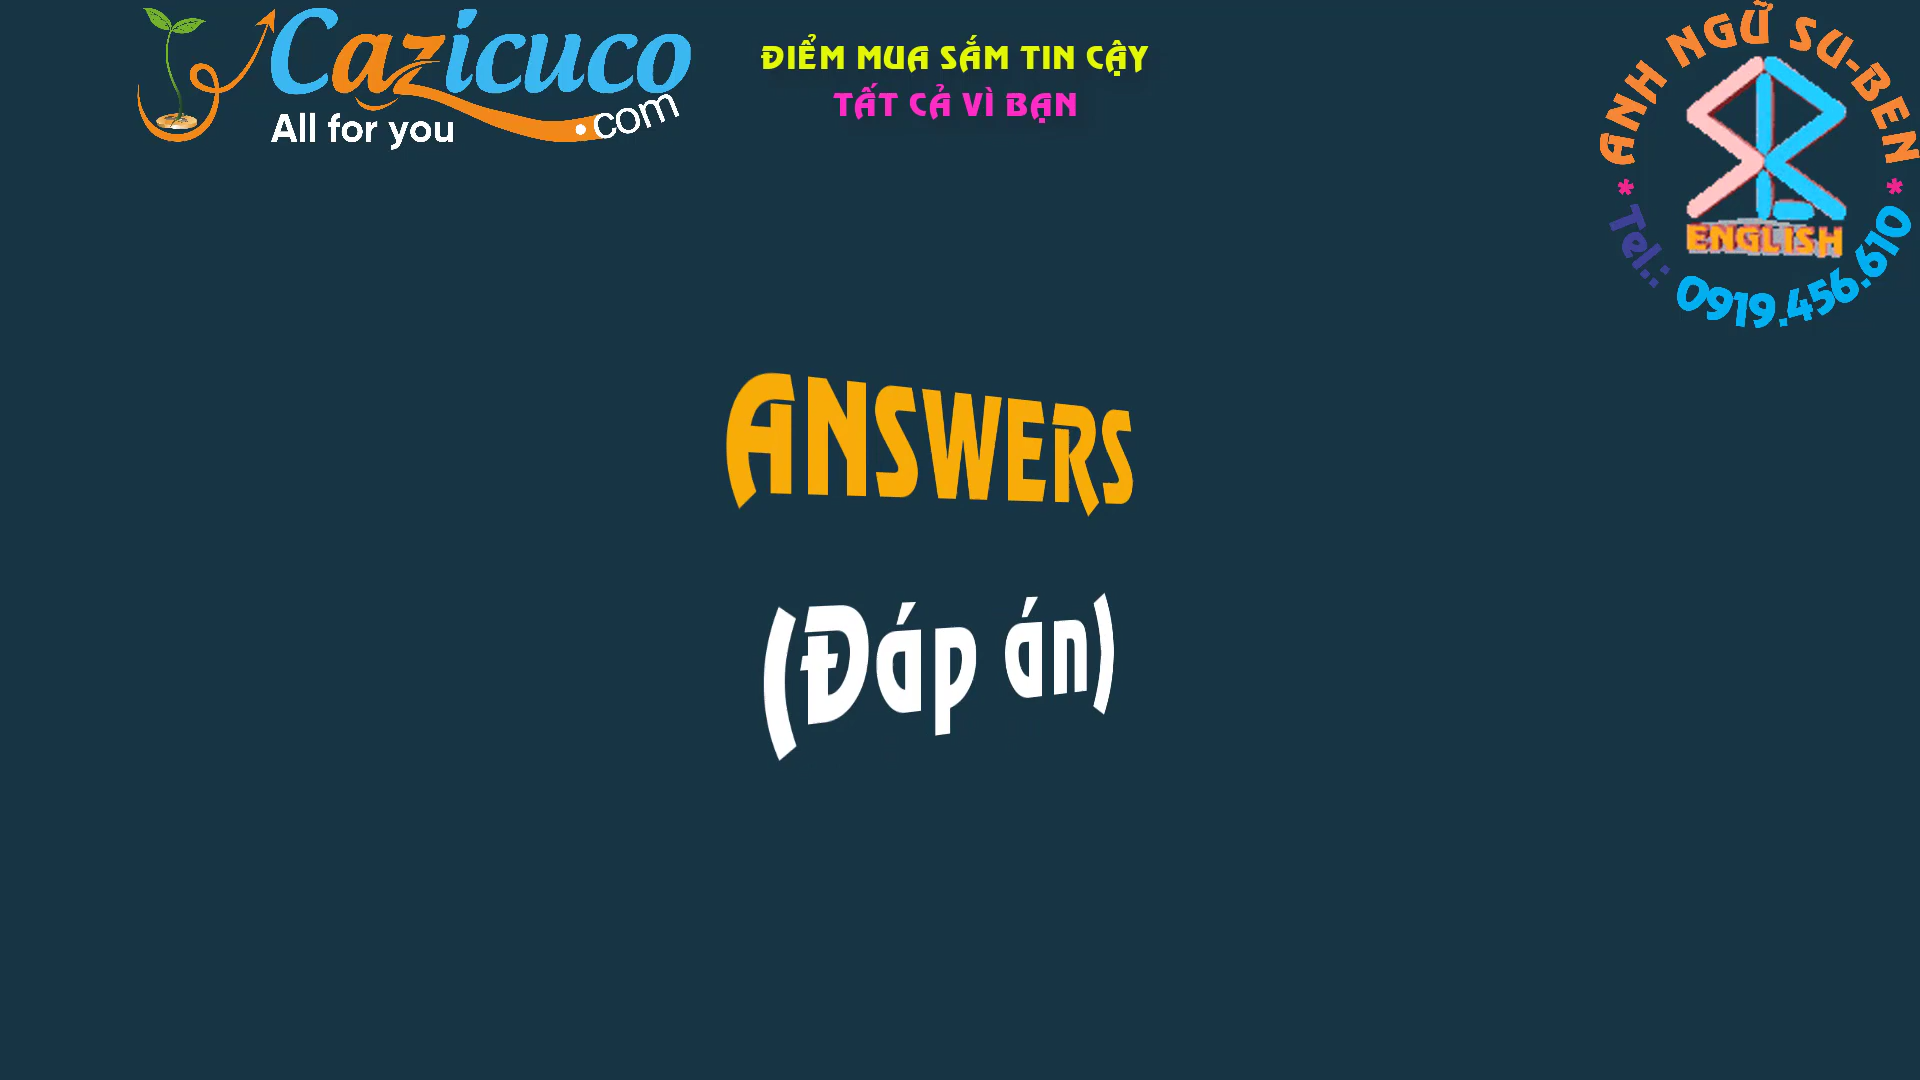 Cazicuco
.com
All for you
ĐIỂM MUA SẮM TIN CẬY
TẤT CẢ VÌ BẠN
* ANH NGỮ SU-BEN *
ENGLISH
Tel.: 0919.456.610
ANSWERS
(Đáp án)